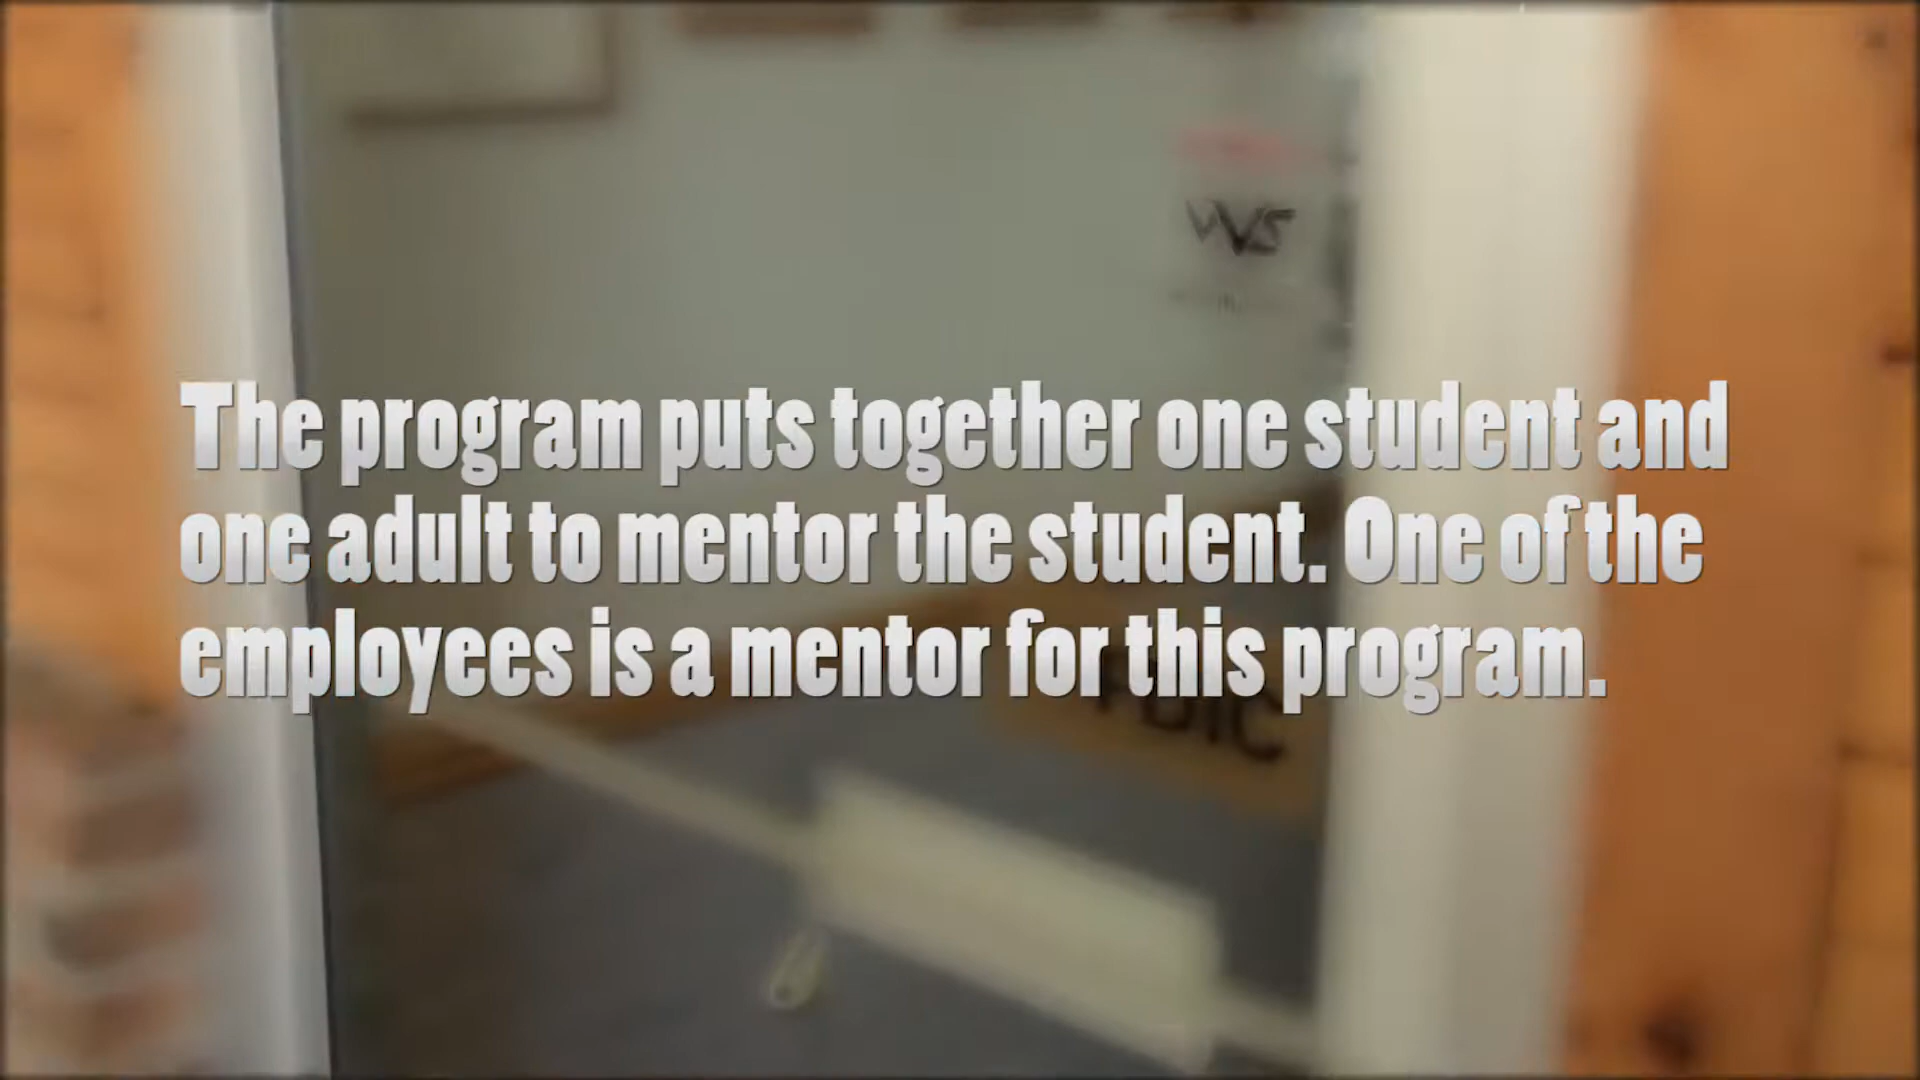 The program puts together one student and
one adult to mentor the student. One of the
employees is a mentor for this program.